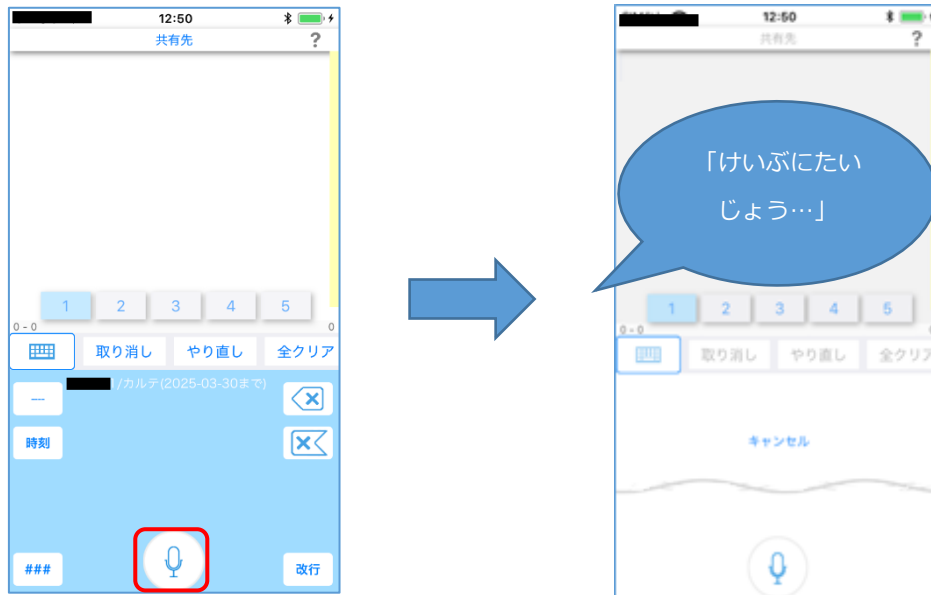 12:50
共有先
?
1 2 3 4 5
0 - 0
0
取り消し やり直し 全クリア
/カルテ(2025-03-30まで)
時刻
###
改行
12:50
共有先
?
「けいぶにたい
じょう…」
1 2 3 4 5
0 - 0
取り消し やり直し 全クリア
キャンセル